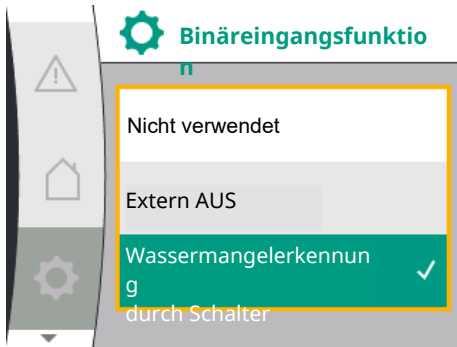 Binäreingangsfunktio
n
Nicht verwendet
Extern AUS
Wassermangelerkennun
g
durch Schalter